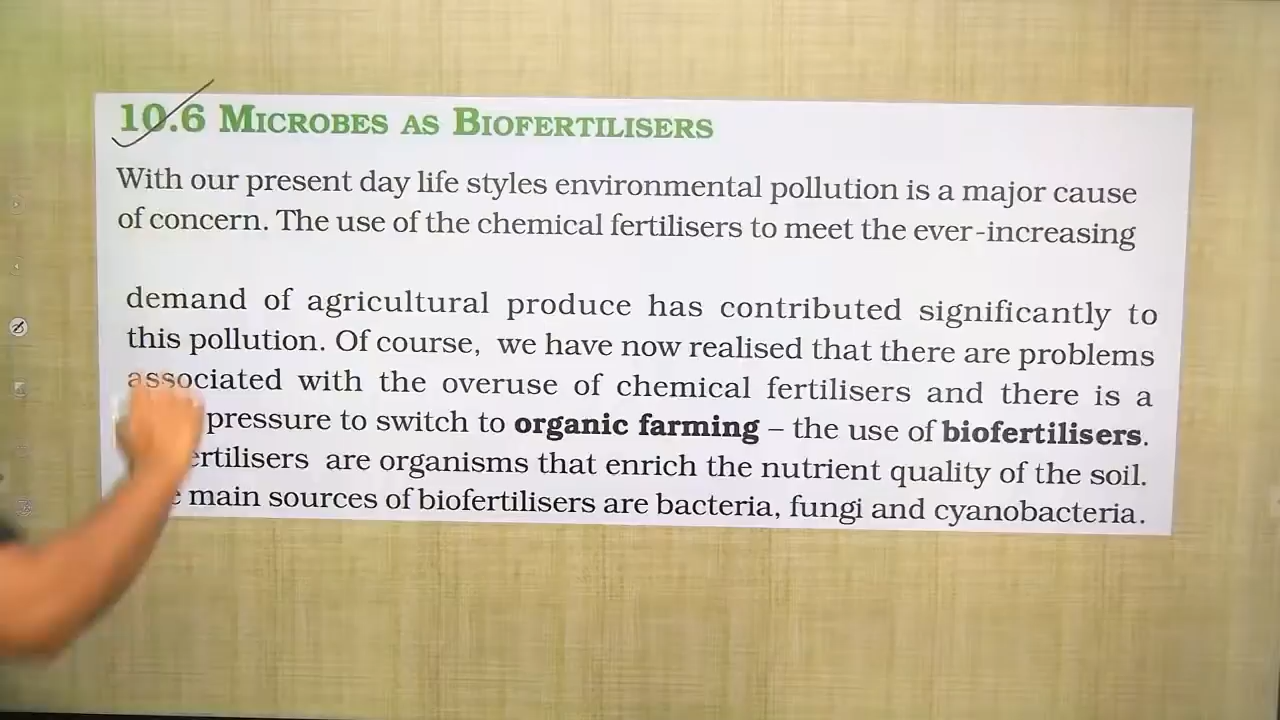 10.6 MICROBES AS BIOFERTILISERS
With our present day life styles environmental pollution is a major cause
of concern. The use of the chemical fertilisers to meet the ever-increasing
demand of agricultural produce has contributed significantly to
this pollution. Of course, we have now realised that there are problems
associated with the overuse of chemical fertilisers and there is a
pressure to switch to organic farming – the use of biofertilisers.
ertilisers are organisms that enrich the nutrient quality of the soil.
e main sources of biofertilisers are bacteria, fungi and cyanobacteria.